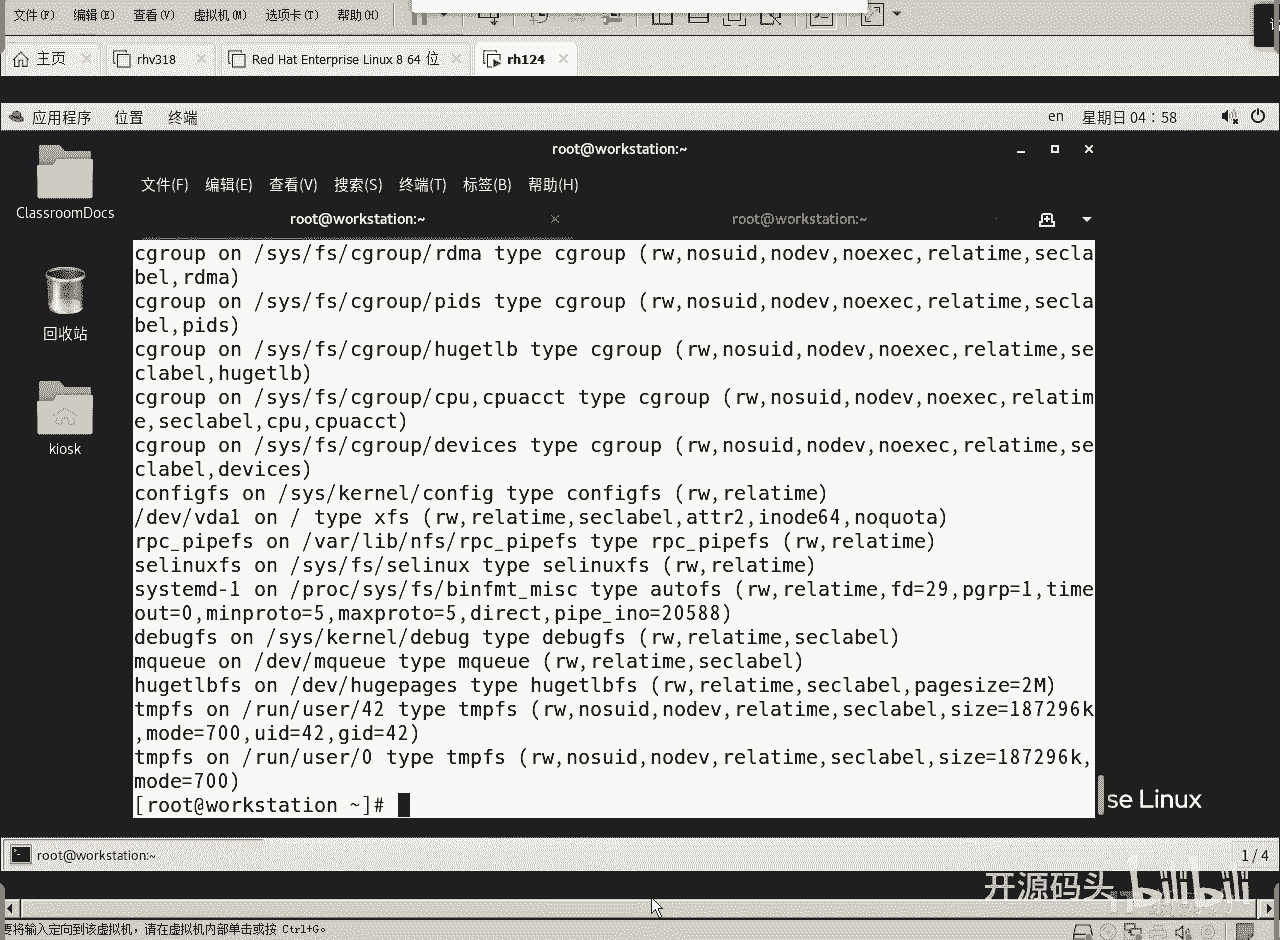 文件(F) 编辑(E) 查看(V) 虚拟机(M) 选项卡(T) 帮助(H)
主页 rhv318 Red Hat Enterprise Linux 8 64 位 rh124
应用程序 位置 终端 en 星期日 04：58
root@workstation:~
ClassroomDocs
文件(F) 编辑(E) 查看(V) 搜索(S) 终端(T) 标签(B) 帮助(H)
root@workstation:~ root@workstation:~
回收站
kiosk
cgroup on /sys/fs/cgroup/rdma type cgroup (rw,nosuid,nodev,noexec,relatime,secla
bel,rdma)
cgroup on /sys/fs/cgroup/pids type cgroup (rw,nosuid,nodev,noexec,relatime,secla
bel,pids)
cgroup on /sys/fs/cgroup/hugetlb type cgroup (rw,nosuid,nodev,noexec,relatime,se
clabel,hugetlb)
cgroup on /sys/fs/cgroup/cpu,cpuacct type cgroup (rw,nosuid,nodev,noexec,relatim
e,seclabel,cpu,cpuacct)
cgroup on /sys/fs/cgroup/devices type cgroup (rw,nosuid,nodev,noexec,relatime,se
clabel,devices)
configfs on /sys/kernel/config type configfs (rw,relatime)
/dev/vda1 on / type xfs (rw,relatime,seclabel,attr2,inode64,noquota)
rpc_pipefs on /var/lib/nfs/rpc_pipefs type rpc_pipefs (rw,relatime)
selinuxfs on /sys/fs/selinux type selinuxfs (rw,relatime)
systemd-1 on /proc/sys/fs/binfmt_misc type autofs (rw,relatime,fd=29,pgrp=1,time
out=0,minproto=5,maxproto=5,direct,pipe_ino=20588)
debugfs on /sys/kernel/debug type debugfs (rw,relatime,seclabel)
mqueue on /dev/mqueue type mqueue (rw,relatime,seclabel)
hugetlbfs on /dev/hugepages type hugetlbfs (rw,relatime,seclabel,pagesize=2M)
tmpfs on /run/user/42 type tmpfs (rw,nosuid,nodev,relatime,seclabel,size=187296k
,mode=700,uid=42,gid=42)
tmpfs on /run/user/0 type tmpfs (rw,nosuid,nodev,relatime,seclabel,size=187296k,
mode=700)
[root@workstation ~]#
se Linux
root@workstation:~ 1 / 4
开源码头 bilibili
要将输入定向到该虚拟机，请在虚拟机内部单击或按 Ctrl+G。